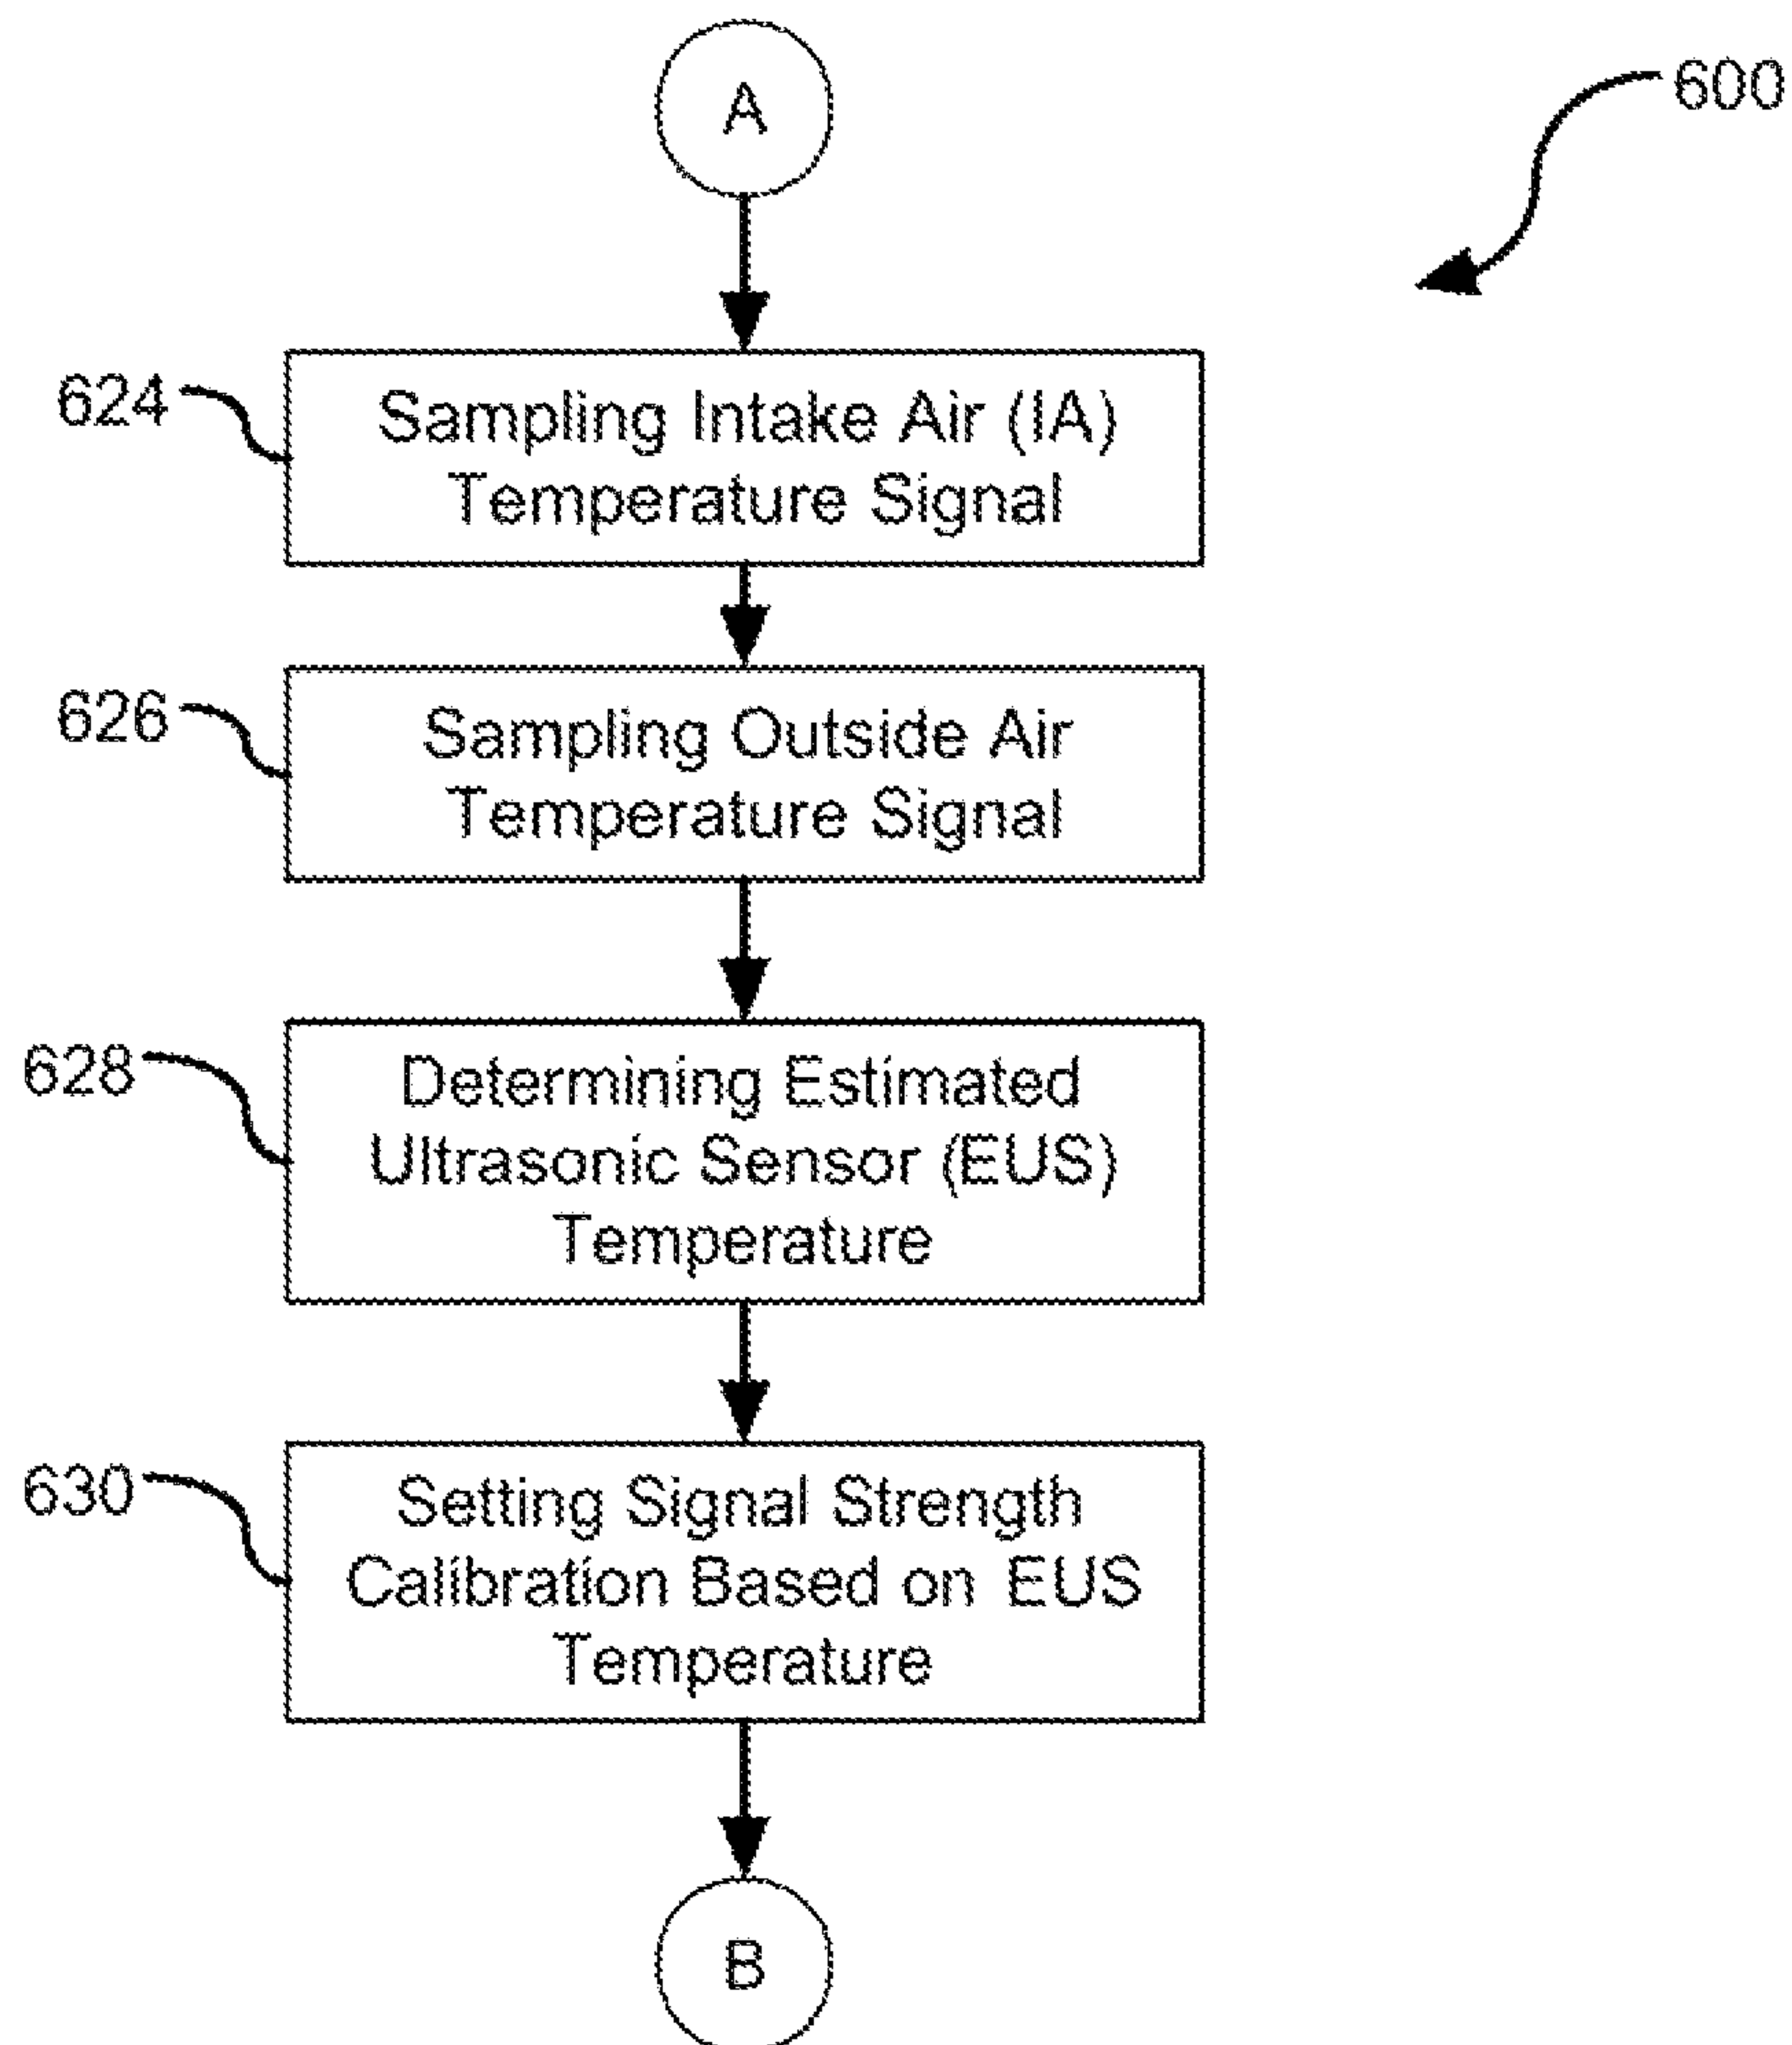 A
600
624
Sampling Intake Air (IA)
Temperature Signal
626
Sampling Outside Air
Temperature Signal
628
Determining Estimated
Ultrasonic Sensor (EUS)
Temperature
630
Setting Signal Strength
Calibration Based on EUS
Temperature
B